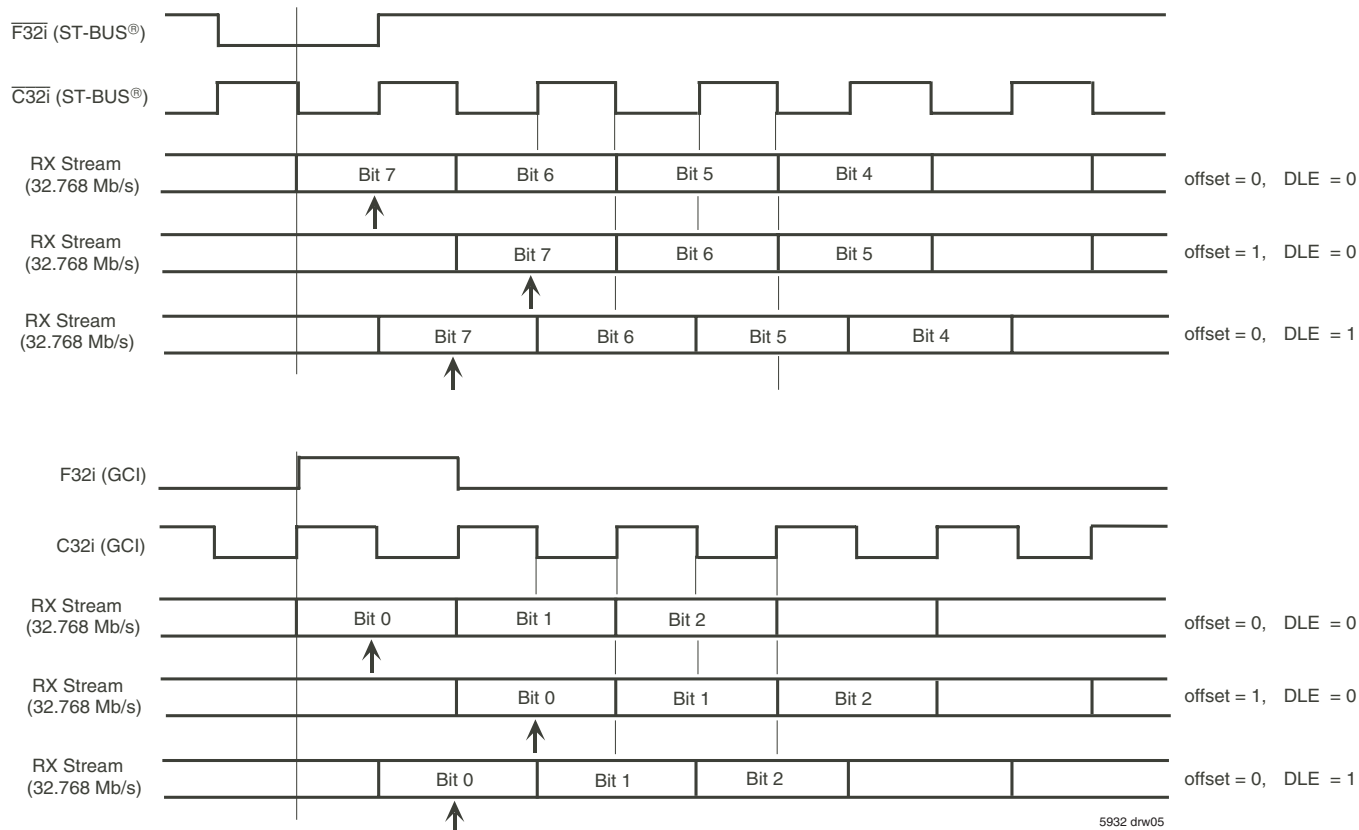 F32i (ST-BUS®)
C32i (ST-BUS®)
RX Stream
(32.768 Mb/s)
Bit 7 Bit 6 Bit 5 Bit 4
offset = 0, DLE = 0
RX Stream
(32.768 Mb/s)
Bit 7 Bit 6 Bit 5
offset = 1, DLE = 0
RX Stream
(32.768 Mb/s)
Bit 7 Bit 6 Bit 5 Bit 4
offset = 0, DLE = 1
F32i (GCI)
C32i (GCI)
RX Stream
(32.768 Mb/s)
Bit 0 Bit 1 Bit 2
offset = 0, DLE = 0
RX Stream
(32.768 Mb/s)
Bit 0 Bit 1 Bit 2
offset = 1, DLE = 0
RX Stream
(32.768 Mb/s)
Bit 0 Bit 1 Bit 2
offset = 0, DLE = 1
5932 drw05